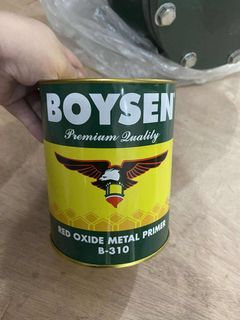 BOYSEN
Premium Quality
RED OXIDE METAL PRIMER
B-310